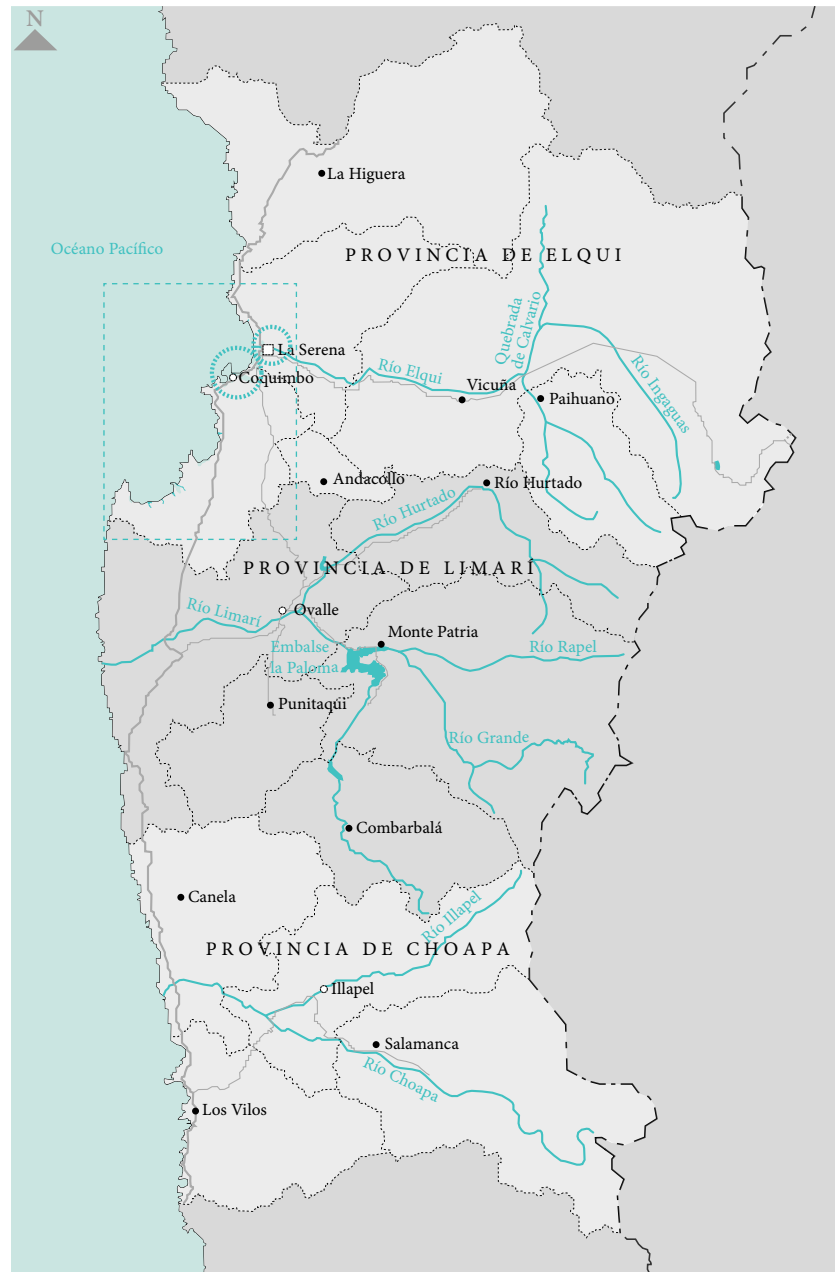 N
La Higuera
Océano Pacífico
PROVINCIA DE ELQUI
Quebrada
de Calvario
La Serena
Río Elqui
Río Ingaguas
Coquimbo
Vicuña
Paihuano
Andacollo
Río Hurtado
Río Hurtado
PROVINCIA DE LIMARÍ
Río Limarí
Ovalle
Monte Patria
Embalse
la Paloma
Río Rapel
Punitaqui
Río Grande
Combarbalá
Canela
Río Illapel
PROVINCIA DE CHOAPA
Illapel
Salamanca
Río Choapa
Los Vilos